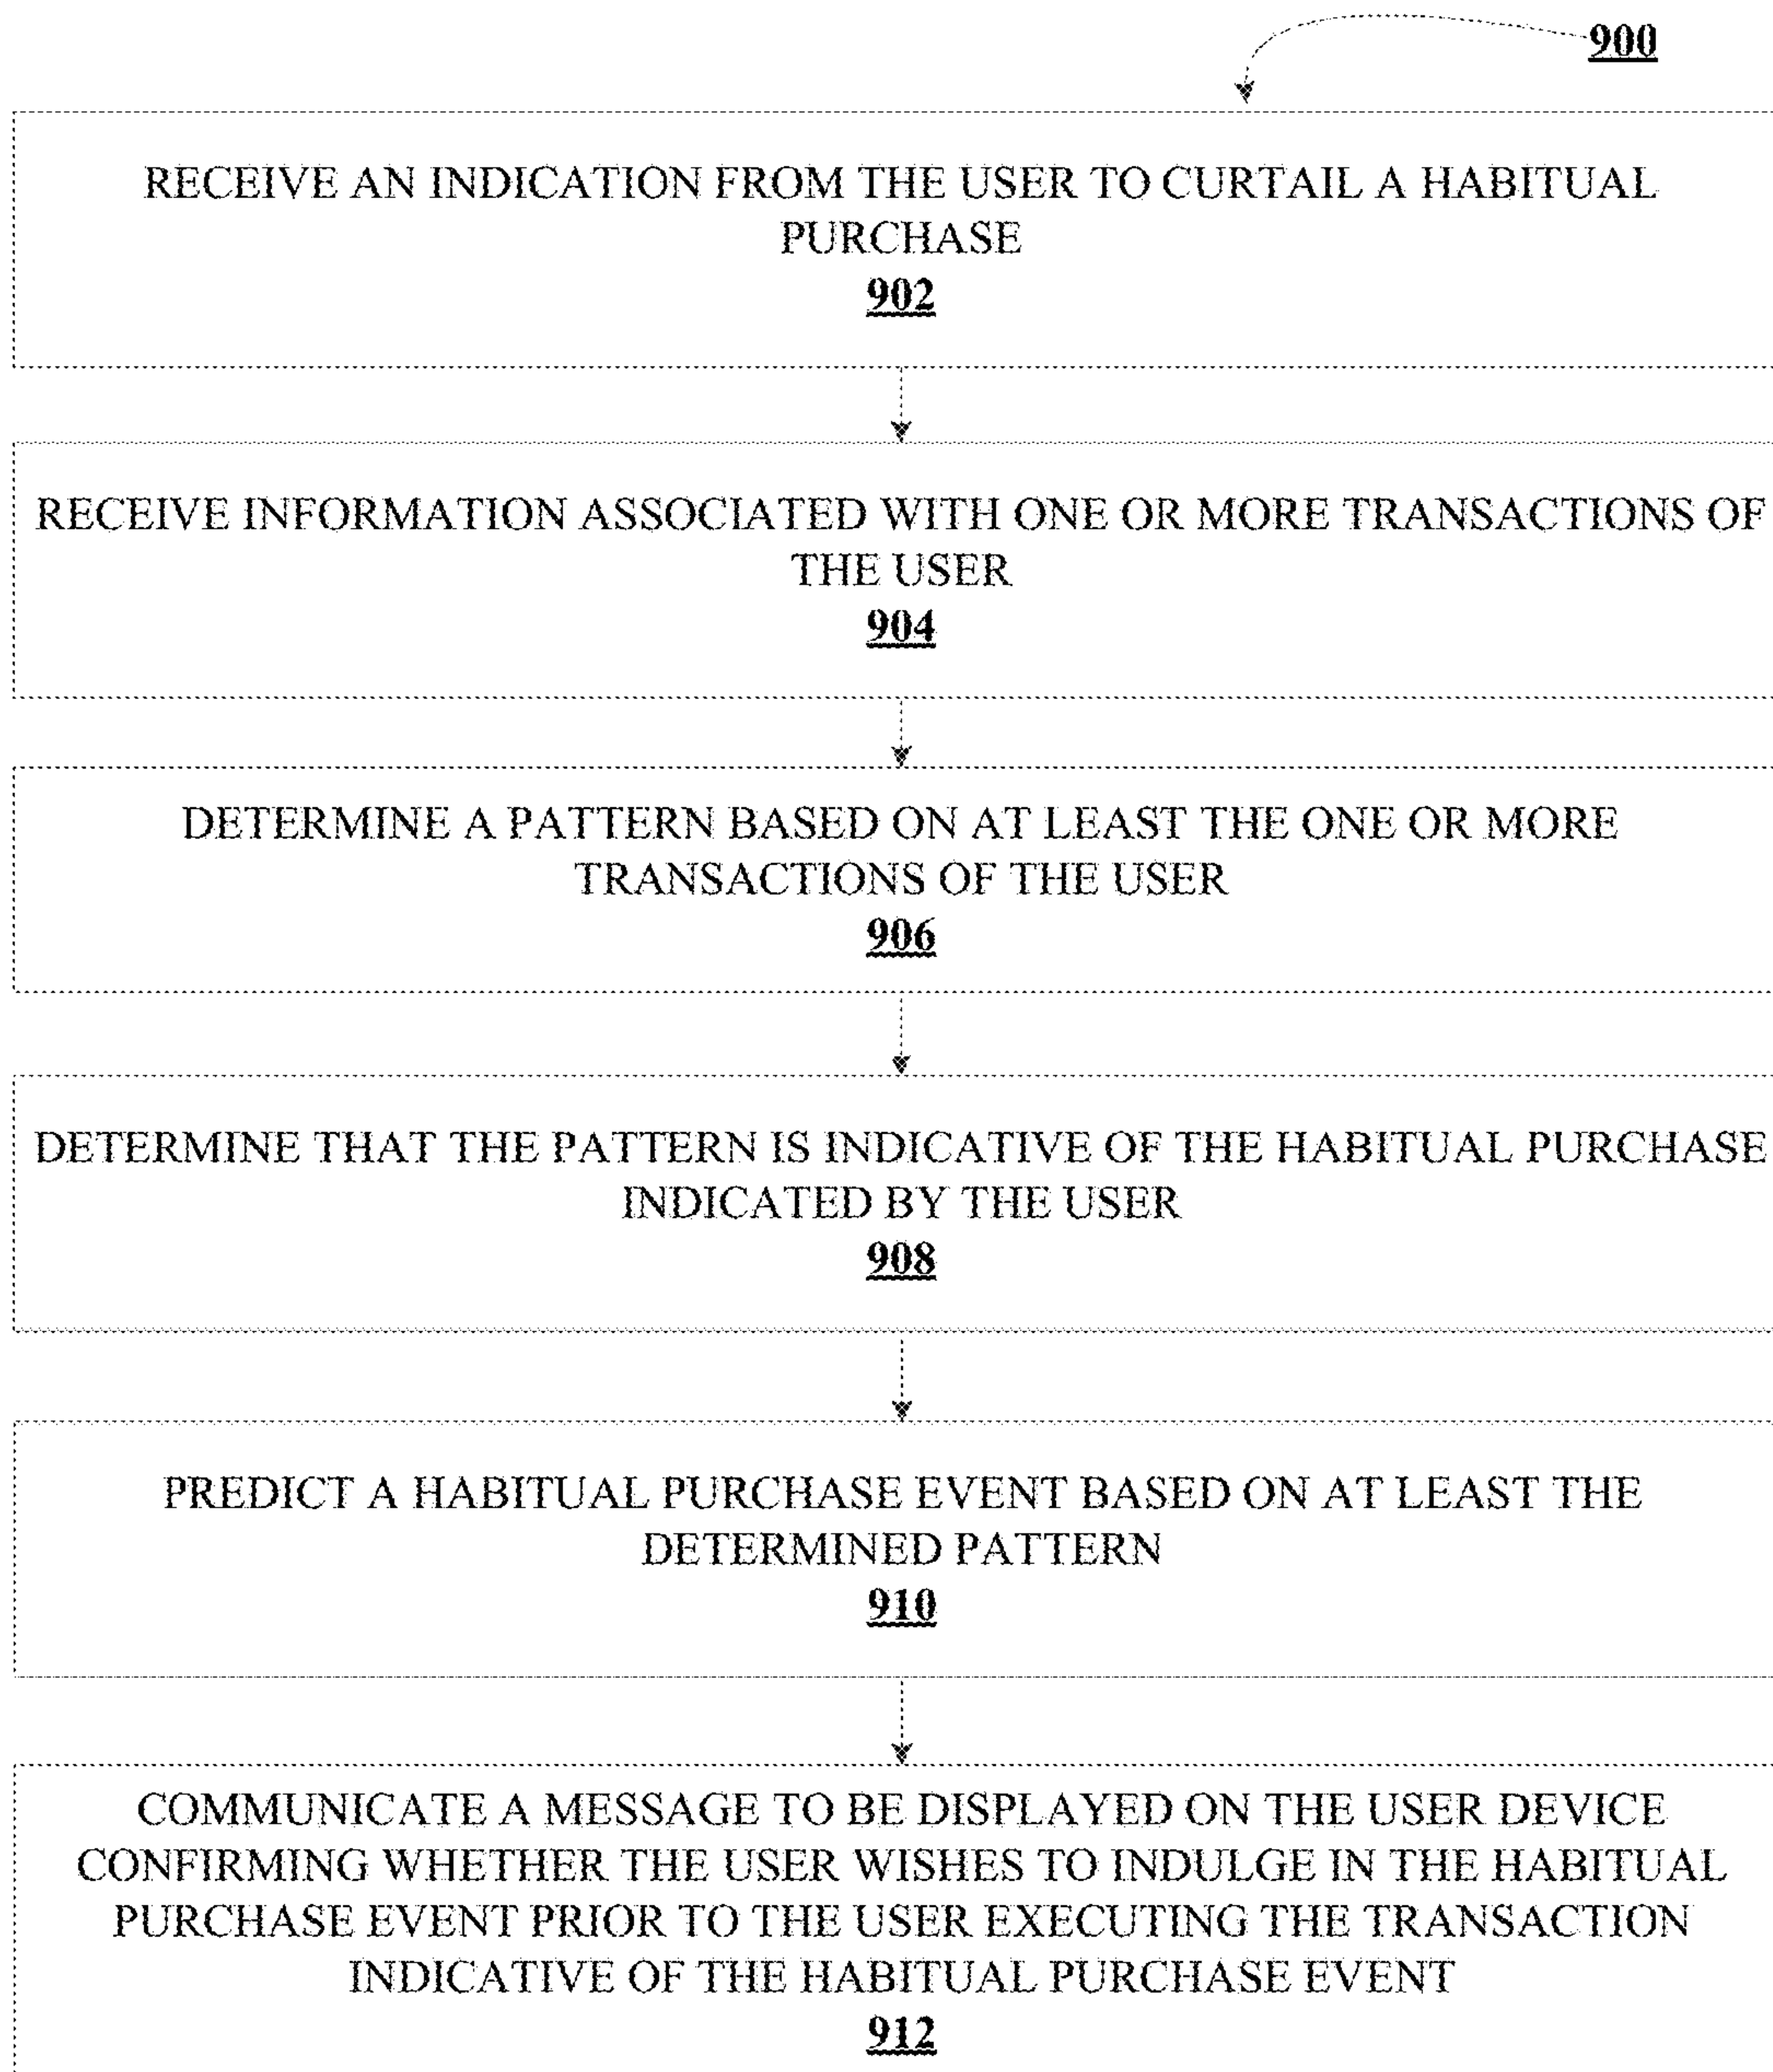 900
RECEIVE AN INDICATION FROM THE USER TO CURTAIL A HABITUAL
PURCHASE
902
RECEIVE INFORMATION ASSOCIATED WITH ONE OR MORE TRANSACTIONS OF
THE USER
904
DETERMINE A PATTERN BASED ON AT LEAST THE ONE OR MORE
TRANSACTIONS OF THE USER
906
DETERMINE THAT THE PATTERN IS INDICATIVE OF THE HABITUAL PURCHASE
INDICATED BY THE USER
908
PREDICT A HABITUAL PURCHASE EVENT BASED ON AT LEAST THE
DETERMINED PATTERN
910
COMMUNICATE A MESSAGE TO BE DISPLAYED ON THE USER DEVICE
CONFIRMING WHETHER THE USER WISHES TO INDULGE IN THE HABITUAL
PURCHASE EVENT PRIOR TO THE USER EXECUTING THE TRANSACTION
INDICATIVE OF THE HABITUAL PURCHASE EVENT
912